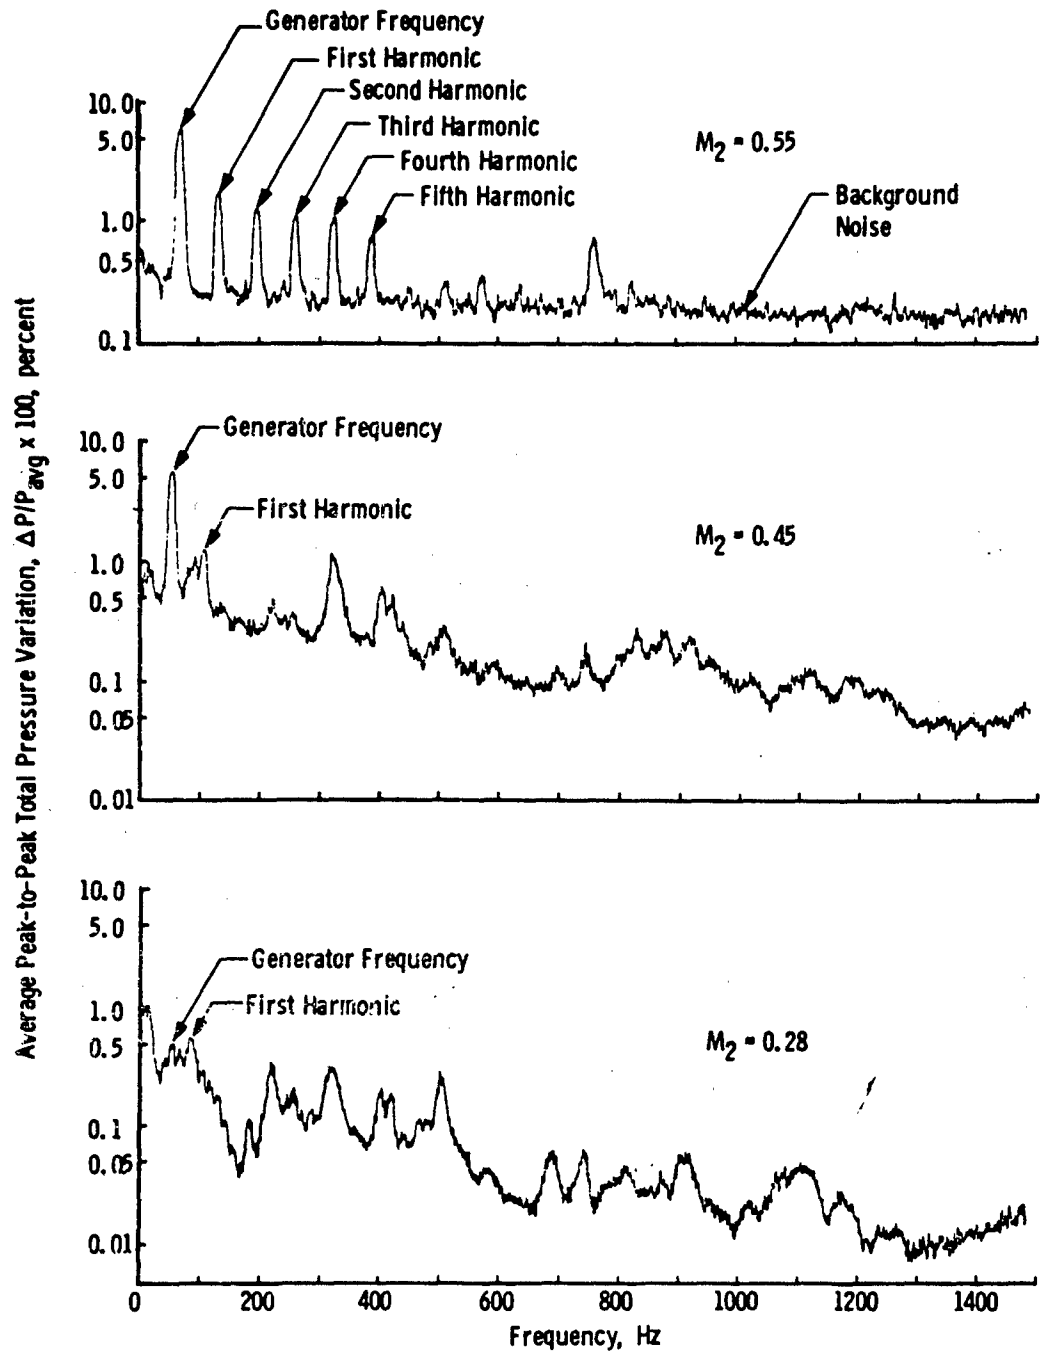 Generator Frequency
First Harmonic
Second Harmonic
Third Harmonic
Fourth Harmonic
Fifth Harmonic
M2 = 0.55
Background
Noise
10.0
5.0
1.0
0.5
0.1
Average Peak-to-Peak Total Pressure Variation, ΔP/Pavg x 100, percent
Generator Frequency
First Harmonic
M2 = 0.45
10.0
5.0
1.0
0.5
0.1
0.05
0.01
Generator Frequency
First Harmonic
M2 = 0.28
10.0
5.0
1.0
0.5
0.1
0.05
0.01
0 200 400 600 800 1000 1200 1400
Frequency, Hz